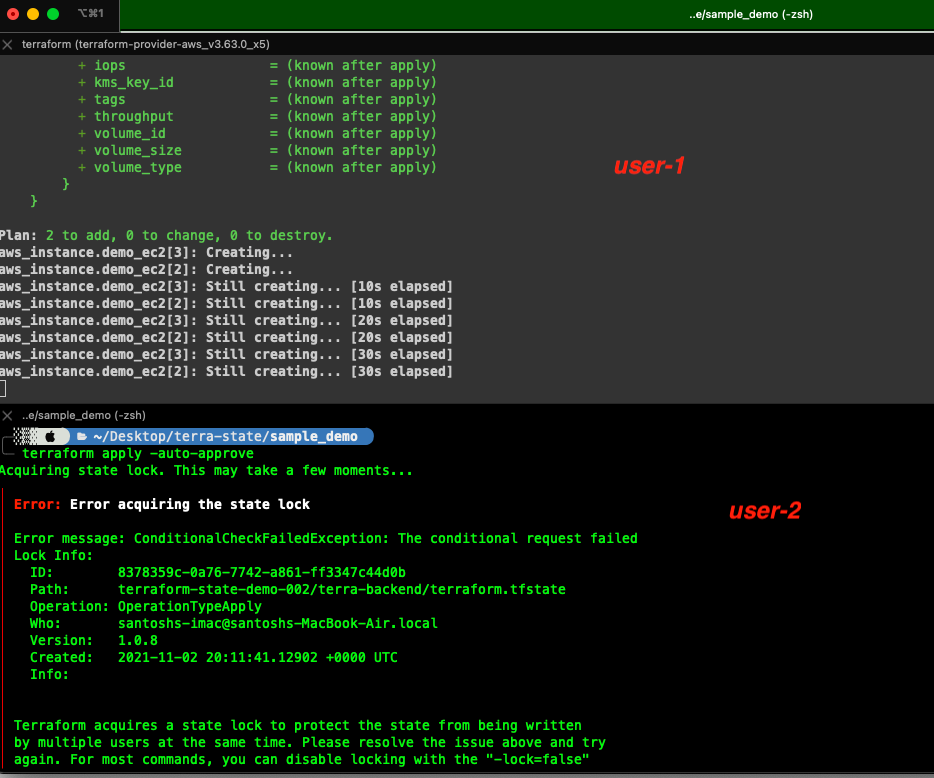 ⌥⌘1
..e/sample_demo (-zsh)
terraform (terraform-provider-aws_v3.63.0_x5)
+ iops = (known after apply)
+ kms_key_id = (known after apply)
+ tags = (known after apply)
+ throughput = (known after apply)
+ volume_id = (known after apply)
+ volume_size = (known after apply)
+ volume_type = (known after apply)
}
}
user-1
Plan: 2 to add, 0 to change, 0 to destroy.
aws_instance.demo_ec2[3]: Creating...
aws_instance.demo_ec2[2]: Creating...
aws_instance.demo_ec2[3]: Still creating... [10s elapsed]
aws_instance.demo_ec2[2]: Still creating... [10s elapsed]
aws_instance.demo_ec2[3]: Still creating... [20s elapsed]
aws_instance.demo_ec2[2]: Still creating... [20s elapsed]
aws_instance.demo_ec2[3]: Still creating... [30s elapsed]
aws_instance.demo_ec2[2]: Still creating... [30s elapsed]
..e/sample_demo (-zsh)
~/Desktop/terra-state/sample_demo
terraform apply -auto-approve
Acquiring state lock. This may take a few moments...
Error: Error acquiring the state lock
user-2
Error message: ConditionalCheckFailedException: The conditional request failed
Lock Info:
ID: 8378359c-0a76-7742-a861-ff3347c44d0b
Path: terraform-state-demo-002/terra-backend/terraform.tfstate
Operation: OperationTypeApply
Who: santoshs-imac@santoshs-MacBook-Air.local
Version: 1.0.8
Created: 2021-11-02 20:11:41.12902 +0000 UTC
Info:
Terraform acquires a state lock to protect the state from being written
by multiple users at the same time. Please resolve the issue above and try
again. For most commands, you can disable locking with the "-lock=false"